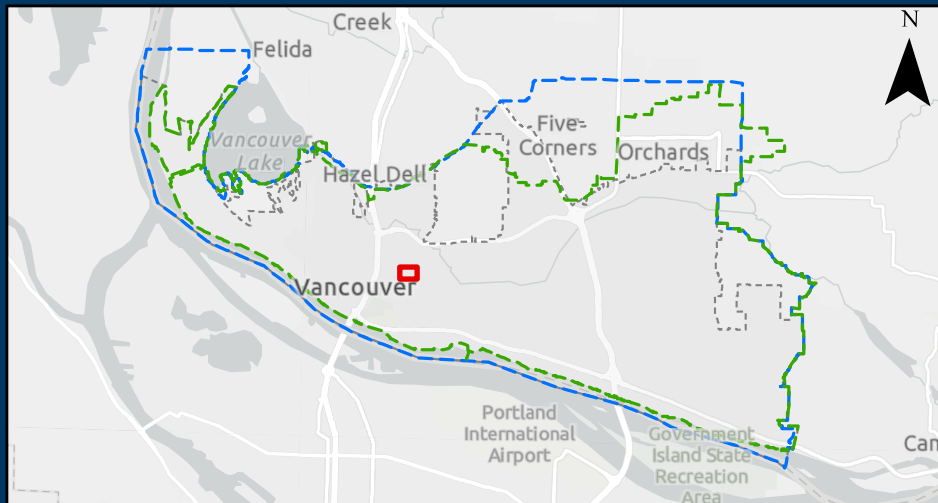 N
Creek
Felida
Vancouver
Lake
Five-
Corners
Orchards
Hazel Dell
Vancouver
Portland
International
Airport
Government
Island State
Recreation
Area
Cam